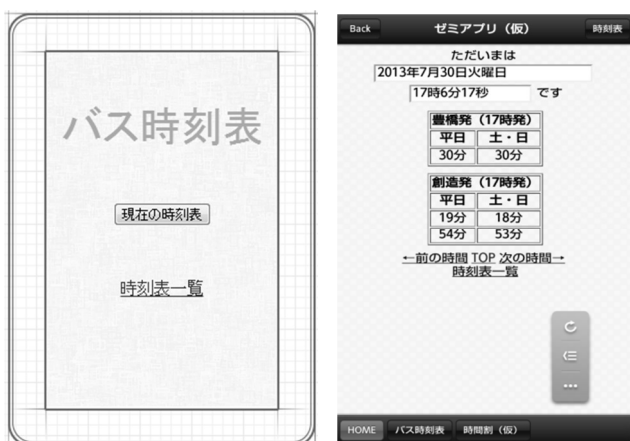 バス時刻表
現在の時刻表
時刻表一覧
Back ゼミアプリ（仮） 時刻表
ただいまは
2013年7月30日火曜日
17時6分17秒 です
豊橋発（17時発）
平日 土・日
30分 30分
創造発（17時発）
平日 土・日
19分 18分
54分 53分
←前の時間 TOP 次の時間→
時刻表一覧
HOME バス時刻表 時間割（仮）